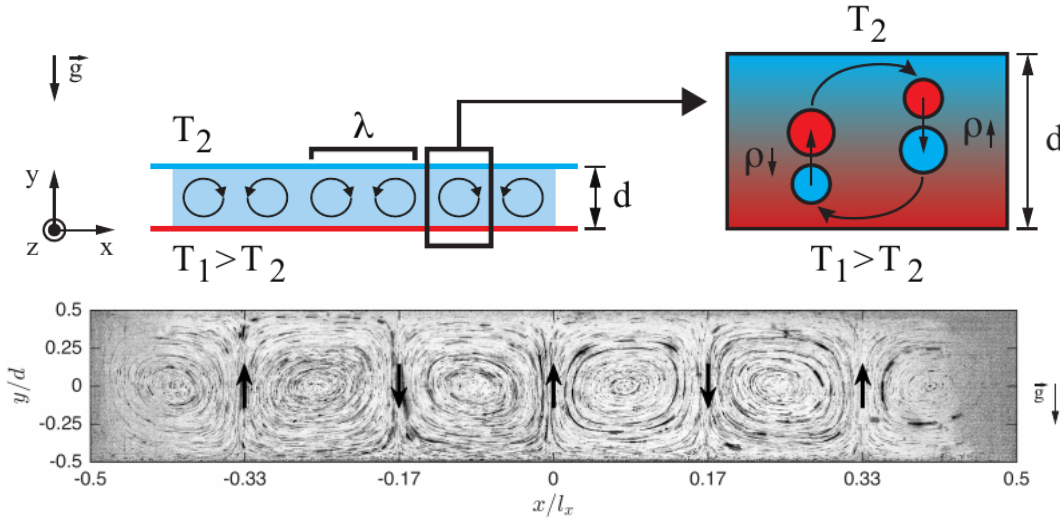 T₂
g⃗
T₂
λ
ρ↓
ρ↑
d
y
d
z
x
T₁>T₂
T₁>T₂
0.5
0.25
y/d
0
g⃗
-0.25
-0.5
-0.5
-0.33
-0.17
0
0.17
0.33
0.5
x/lₓ